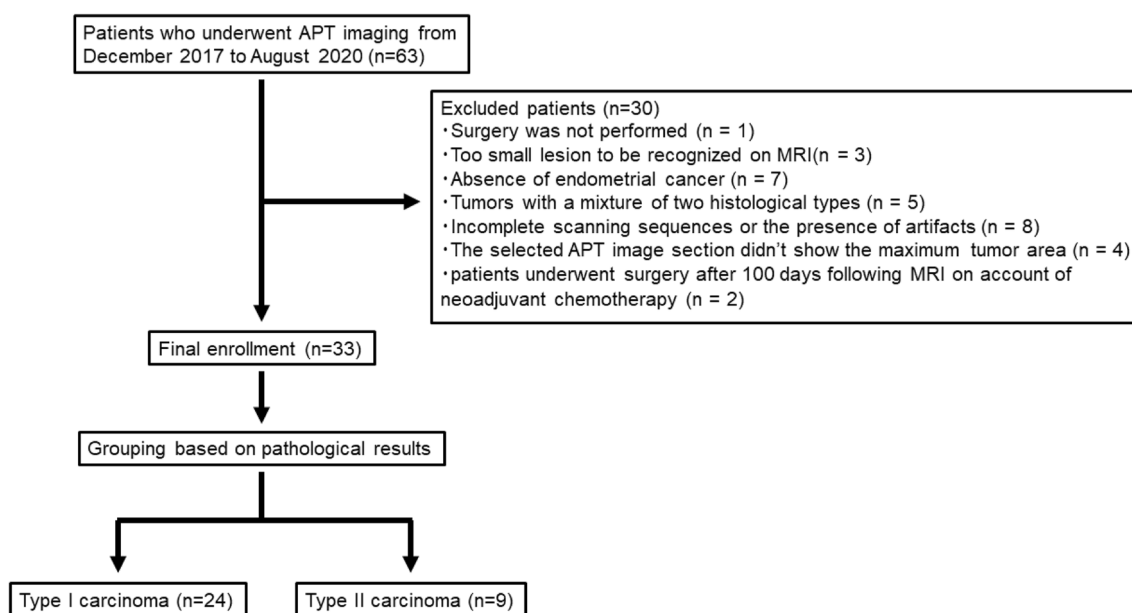 Patients who underwent APT imaging from
December 2017 to August 2020 (n=63)
Excluded patients (n=30)
・Surgery was not performed (n = 1)
・Too small lesion to be recognized on MRI(n = 3)
・Absence of endometrial cancer (n = 7)
・Tumors with a mixture of two histological types (n = 5)
・Incomplete scanning sequences or the presence of artifacts (n = 8)
・The selected APT image section didn't show the maximum tumor area (n = 4)
・patients underwent surgery after 100 days following MRI on account of
neoadjuvant chemotherapy (n = 2)
Final enrollment (n=33)
Grouping based on pathological results
Type I carcinoma (n=24)
Type II carcinoma (n=9)